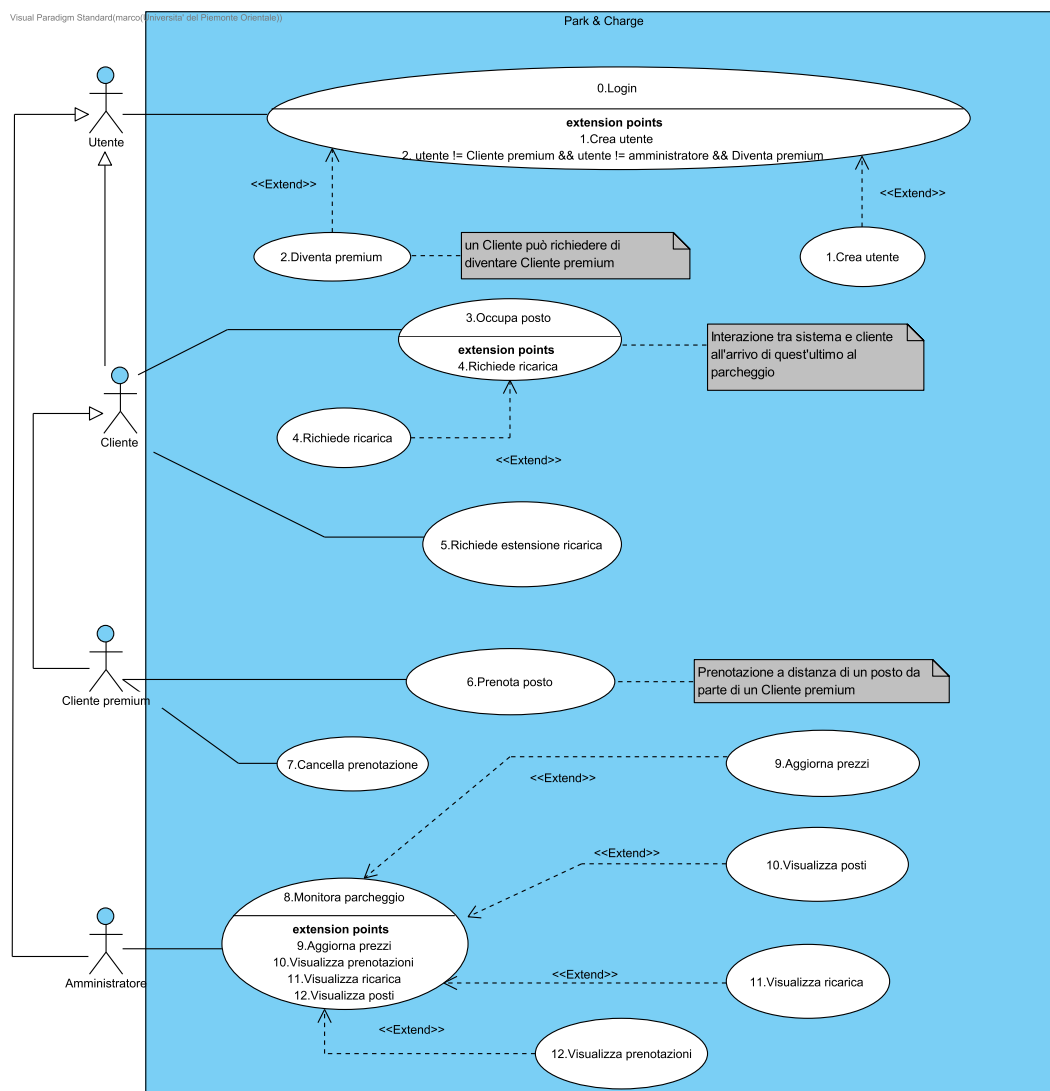 Visual Paradigm Standard(marco(Universita' del Piemonte Orientale))
Park & Charge
0.Login
extension points
1.Crea utente
2. utente != Cliente premium && utente != amministratore && Diventa premium
Utente
<<Extend>>
<<Extend>>
2.Diventa premium
un Cliente può richiedere di
diventare Cliente premium
1.Crea utente
3.Occupa posto
extension points
4.Richiede ricarica
Interazione tra sistema e cliente
all'arrivo di quest'ultimo al
parcheggio
Cliente
4.Richiede ricarica
<<Extend>>
5.Richiede estensione ricarica
Cliente premium
6.Prenota posto
Prenotazione a distanza di un posto da
parte di un Cliente premium
7.Cancella prenotazione
<<Extend>>
9.Aggiorna prezzi
<<Extend>>
10.Visualizza posti
8.Monitora parcheggio
extension points
9.Aggiorna prezzi
10.Visualizza prenotazioni
11.Visualizza ricarica
12.Visualizza posti
Amministratore
<<Extend>>
11.Visualizza ricarica
<<Extend>>
12.Visualizza prenotazioni